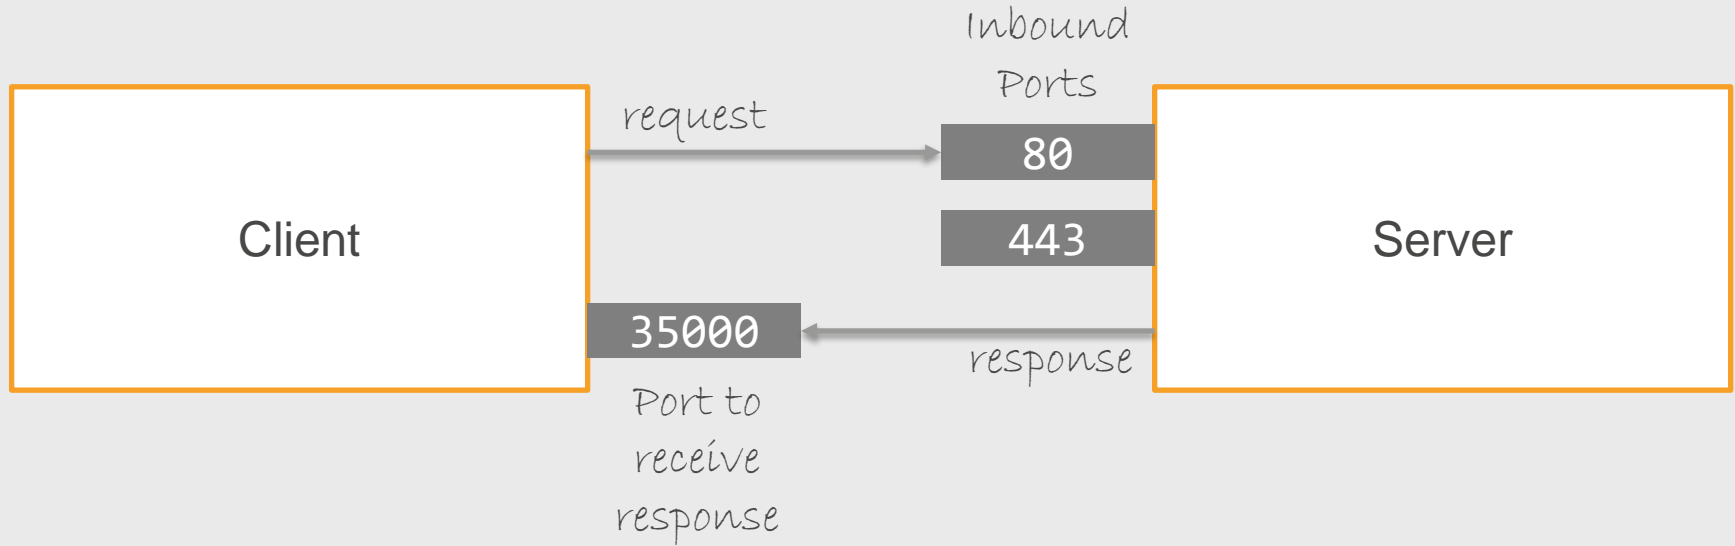 Inbound
Ports
request
80
Client
443
Server
35000
response
Port to
receive
response